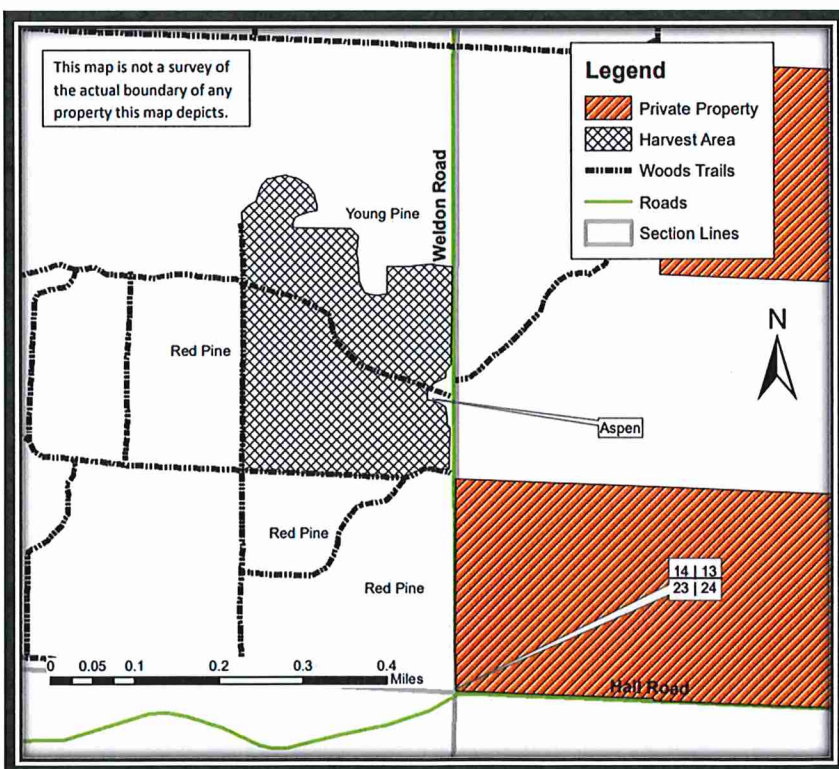 This map is not a survey of
the actual boundary of any
property this map depicts.
Legend
Private Property
Harvest Area
Woods Trails
Roads
Section Lines
Young Pine
Weldon Road
Red Pine
N
Aspen
Red Pine
Red Pine
14 | 13
23 | 24
0 0.05 0.1 0.2 0.3 0.4
Miles
Hall Road